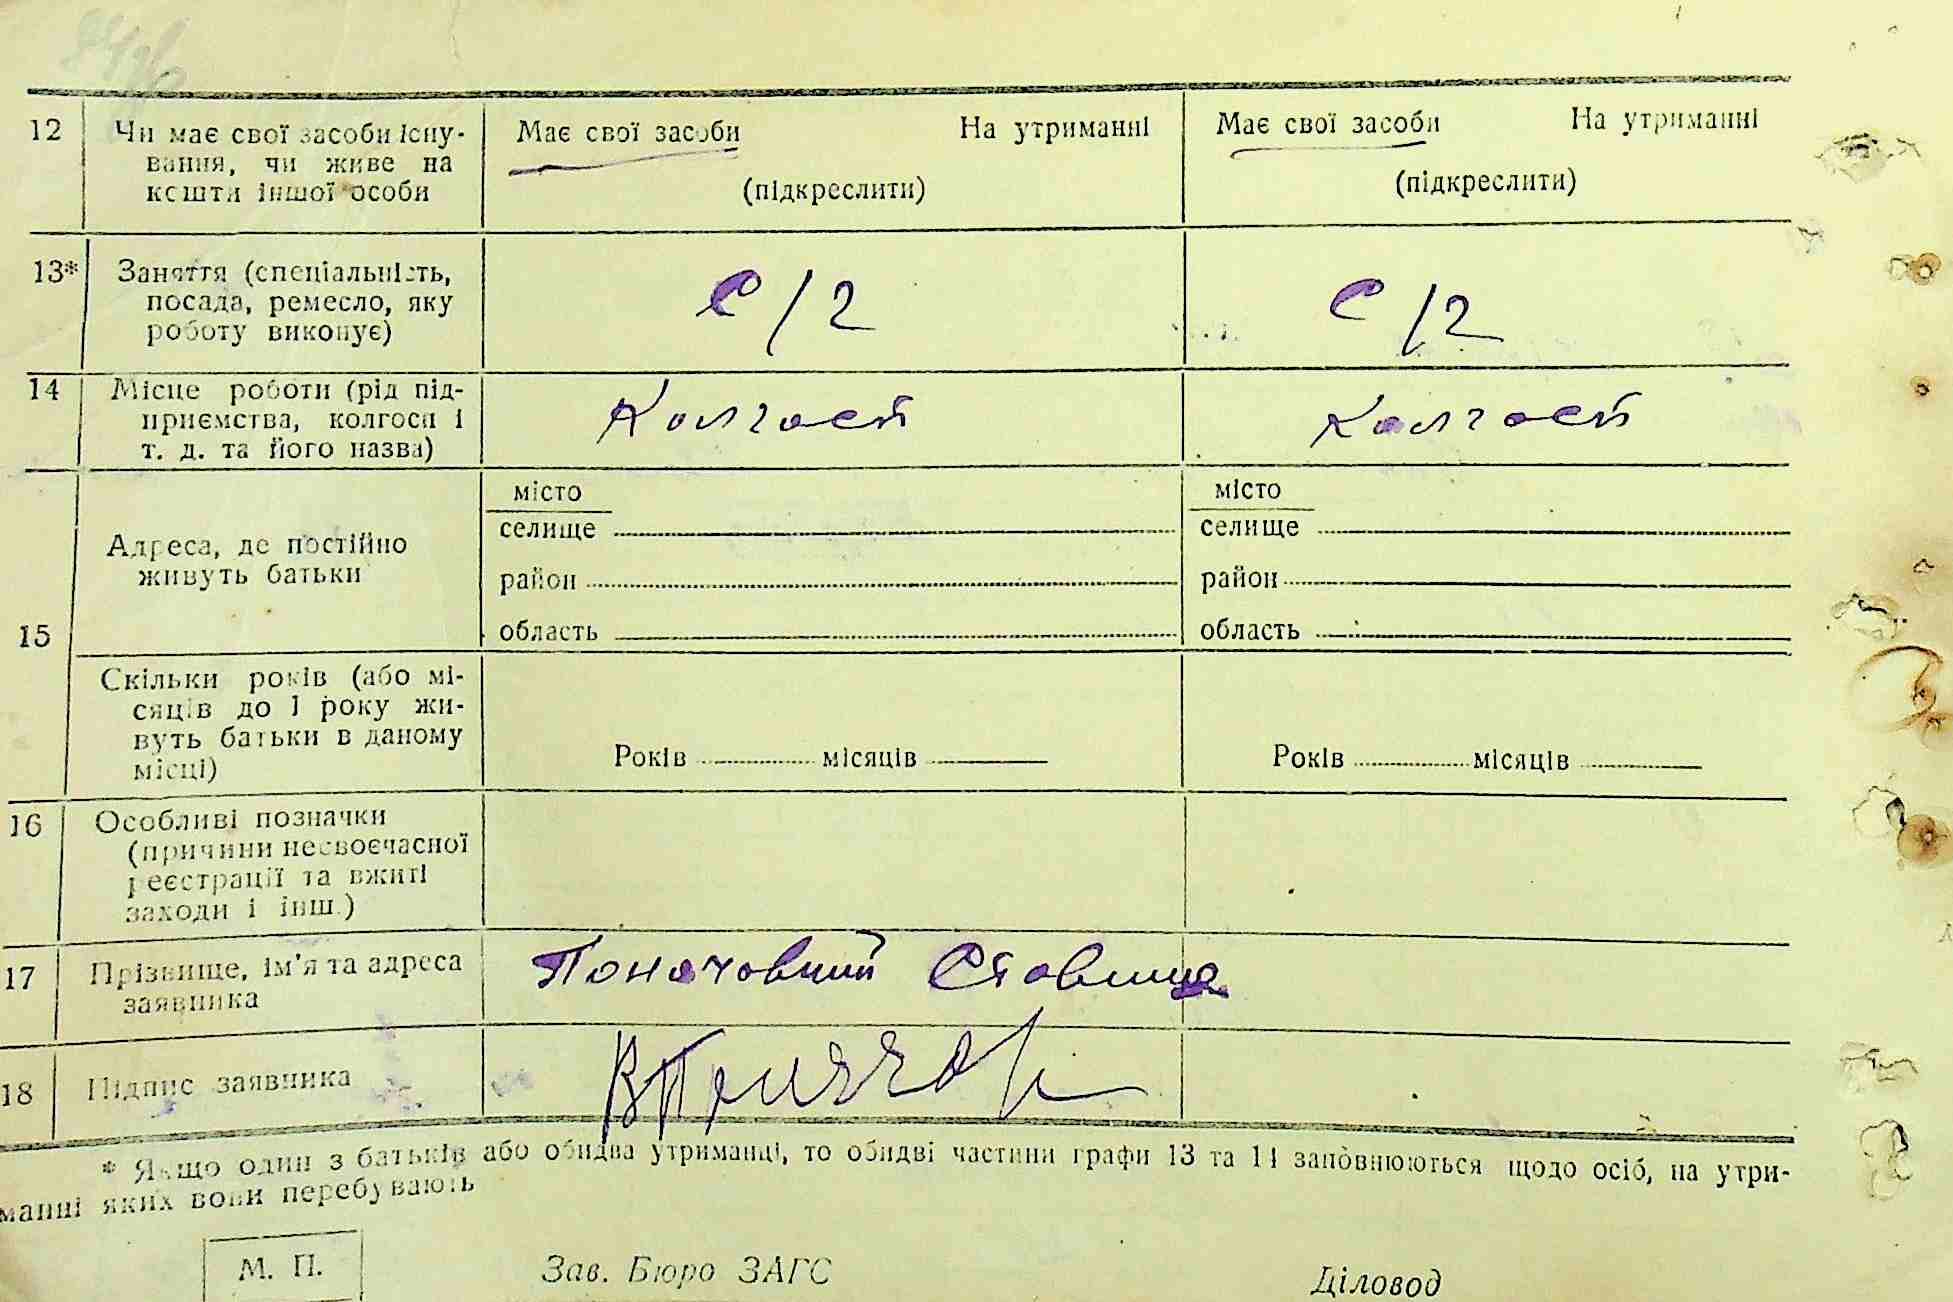 12 Чи має свої засоби існу-
вання, чи живе на
кошти іншої особи
Має свої засоби На утриманні
(підкреслити)
Має свої засоби На утриманні
(підкреслити)
13* Заняття (спеціальність,
посада, ремесло, яку
роботу виконує)
с/г
с/г
14 Місце роботи (рід під-
приємства, колгосп і
т. д. та його назва)
Колгосп
Колгосп
15
Адреса, де постійно
живуть батьки
місто
селище
район
область
місто
селище
район
область
Скільки років (або мі-
сяців до 1 року жи-
вуть батьки в даному
місці)
Років місяців
Років місяців
16 Особливі позначки
(причини несвоєчасної
реєстрації та вжиті
заходи і інш.)
17 Прізвище, ім'я та адреса
заявника
18 Підпис заявника
* Якщо один з батьків або обидва утриманці, то обидві частини графи 13 та 14 заповнюються щодо осіб, на утри-
манні яких вони перебувають
М. П.
Зав. Бюро ЗАГС
Діловод